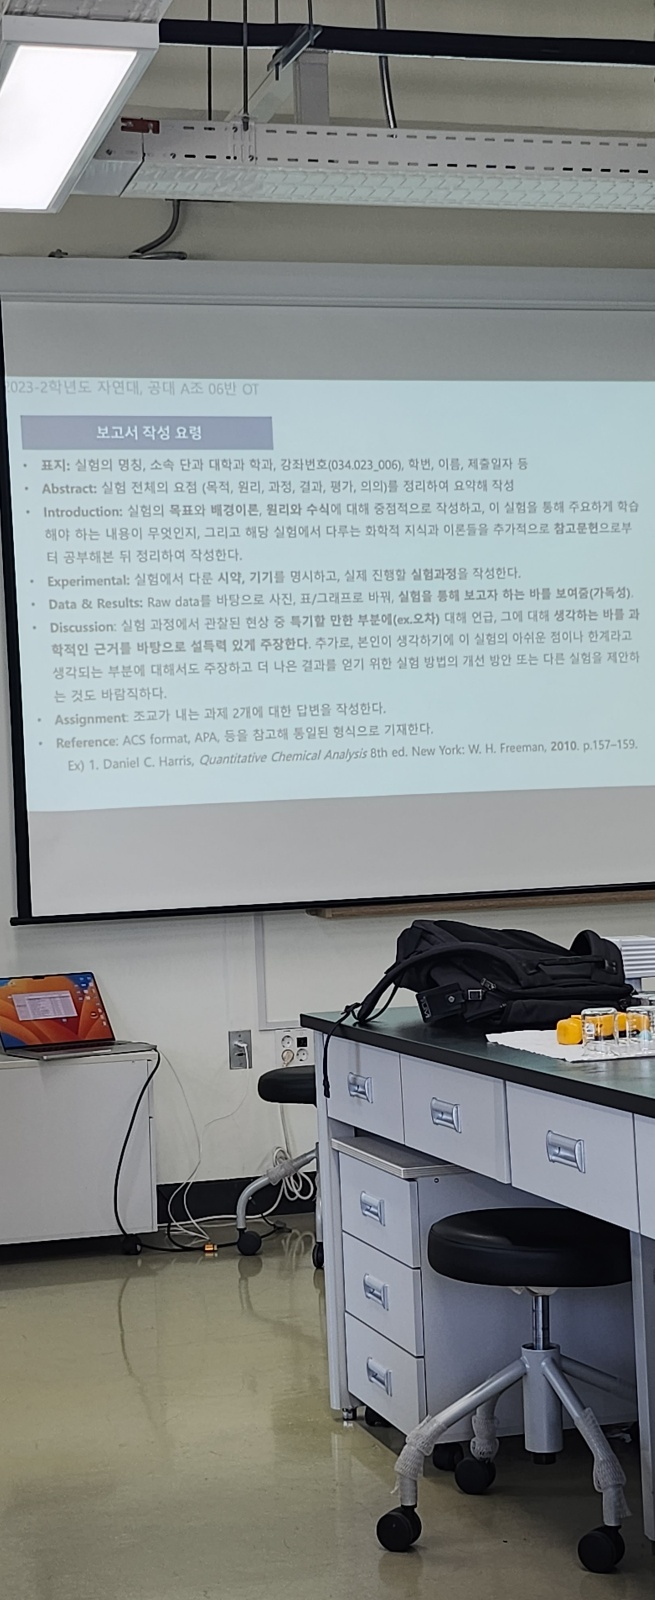 2023-2학년도 자연대, 공대 A조 06반 OT
보고서 작성 요령
• 표지: 실험의 명칭, 소속 단과 대학과 학과, 강좌번호(034.023_006), 학번, 이름, 제출일자 등
• Abstract: 실험 전체의 요점 (목적, 원리, 과정, 결과, 평가, 의의)를 정리하여 요약해 작성
• Introduction: 실험의 목표와 배경이론, 원리와 수식에 대해 중점적으로 작성하고, 이 실험을 통해 주요하게 학습
해야 하는 내용이 무엇인지, 그리고 해당 실험에서 다루는 화학적 지식과 이론들을 추가적으로 참고문헌으로부
터 공부해본 뒤 정리하여 작성한다.
• Experimental: 실험에서 다룬 시약, 기기를 명시하고, 실제 진행할 실험과정을 작성한다.
• Data & Results: Raw data를 바탕으로 사진, 표/그래프로 바꿔, 실험을 통해 보고자 하는 바를 보여줌(가독성).
• Discussion: 실험 과정에서 관찰된 현상 중 특기할 만한 부분에(ex.오차) 대해 언급, 그에 대해 생각하는 바를 과
학적인 근거를 바탕으로 설득력 있게 주장한다. 추가로, 본인이 생각하기에 이 실험의 아쉬운 점이나 한계라고
생각되는 부분에 대해서도 주장하고 더 나은 결과를 얻기 위한 실험 방법의 개선 방안 또는 다른 실험을 제안하
는 것도 바람직하다.
• Assignment: 조교가 내는 과제 2개에 대한 답변을 작성한다.
• Reference: ACS format, APA, 등을 참고해 통일된 형식으로 기재한다.
Ex) 1. Daniel C. Harris, Quantitative Chemical Analysis 8th ed. New York: W. H. Freeman, 2010. p.157–159.